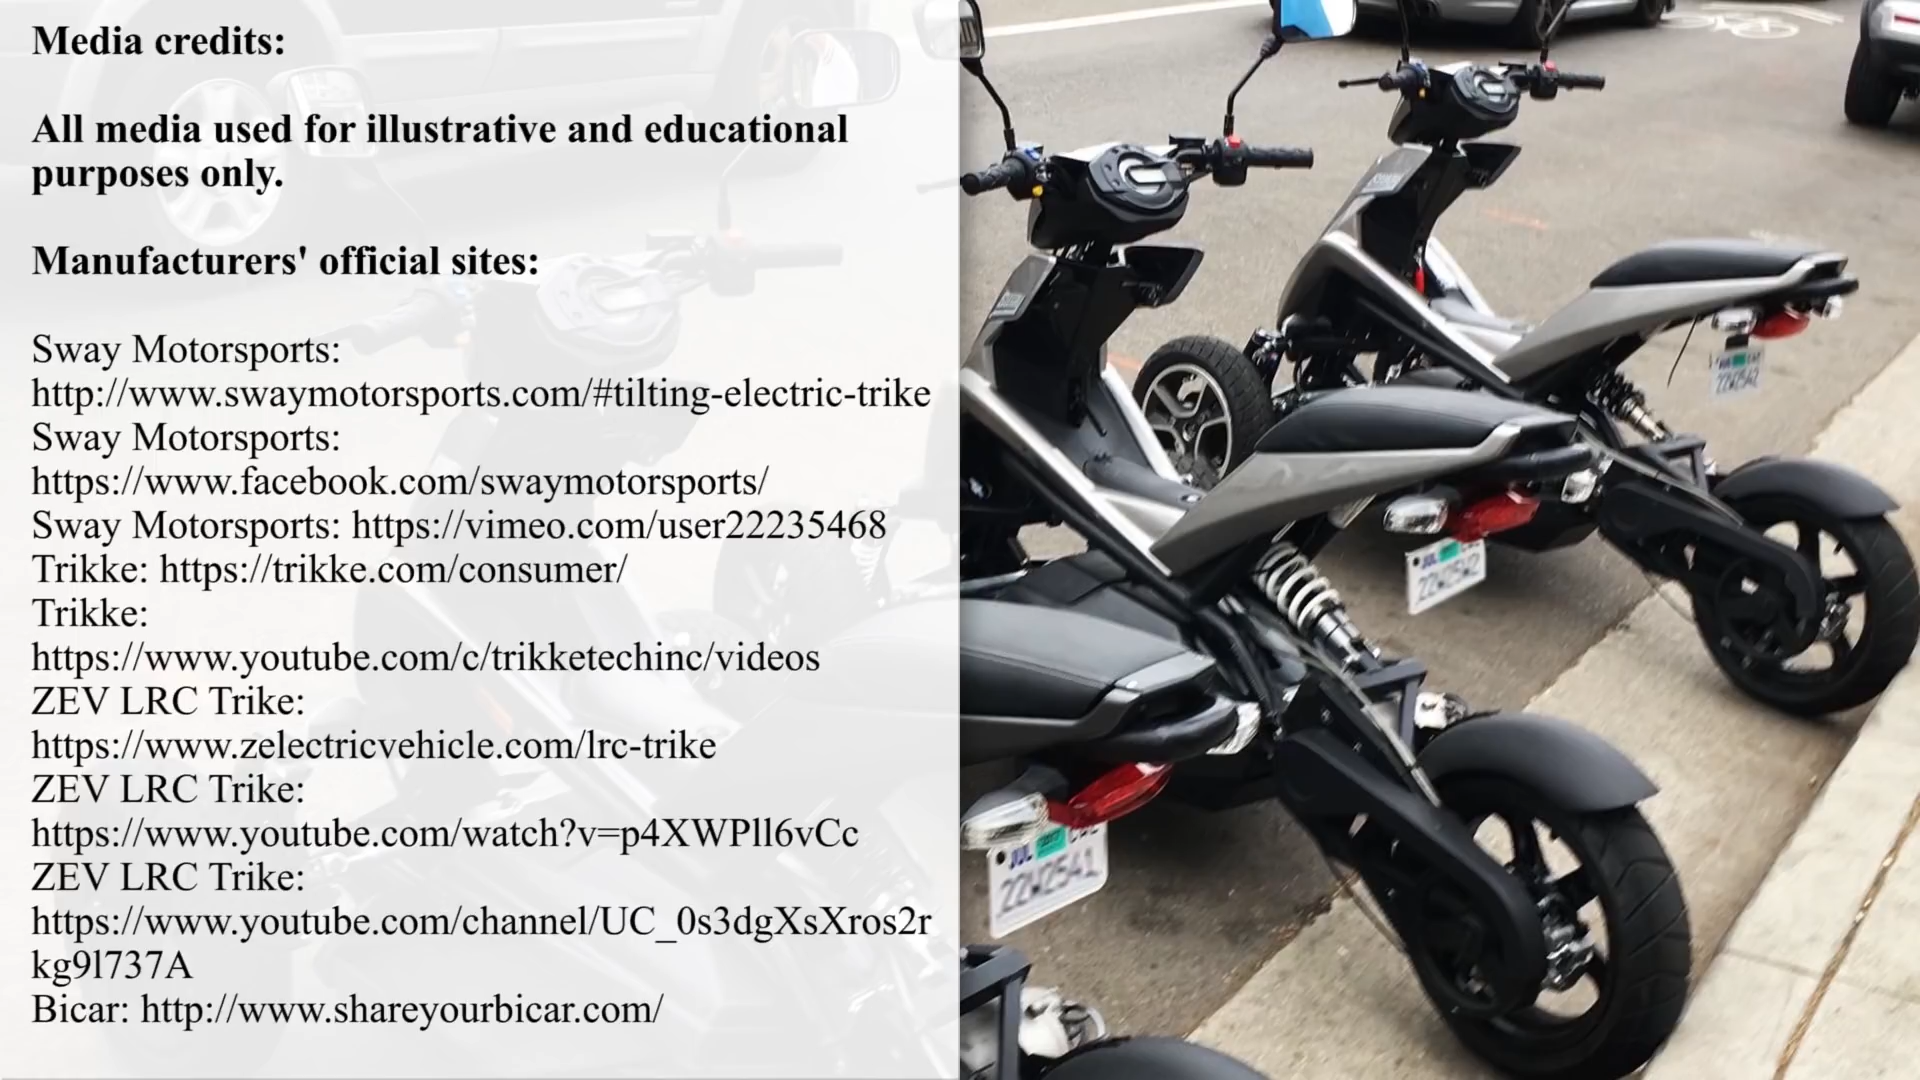 Media credits:
All media used for illustrative and educational
purposes only.
Manufacturers' official sites:
Sway Motorsports:
http://www.swaymotorsports.com/#tilting-electric-trike
Sway Motorsports:
https://www.facebook.com/swaymotorsports/
Sway Motorsports: https://vimeo.com/user22235468
Trikke: https://trikke.com/consumer/
Trikke:
https://www.youtube.com/c/trikketechinc/videos
ZEV LRC Trike:
https://www.zelectricvehicle.com/lrc-trike
ZEV LRC Trike:
https://www.youtube.com/watch?v=p4XWPll6vCc
ZEV LRC Trike:
https://www.youtube.com/channel/UC_0s3dgXsXros2r
kg9l737A
Bicar: http://www.shareyourbicar.com/
JUL
22W2541